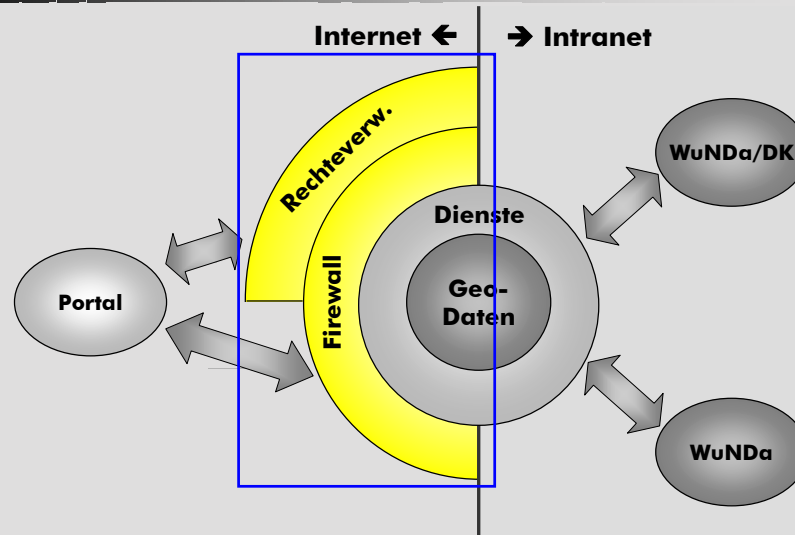 Internet ← → Intranet
Rechteverw.
WuNDa/DK
Dienste
Geo-
Daten
Portal
Firewall
WuNDa